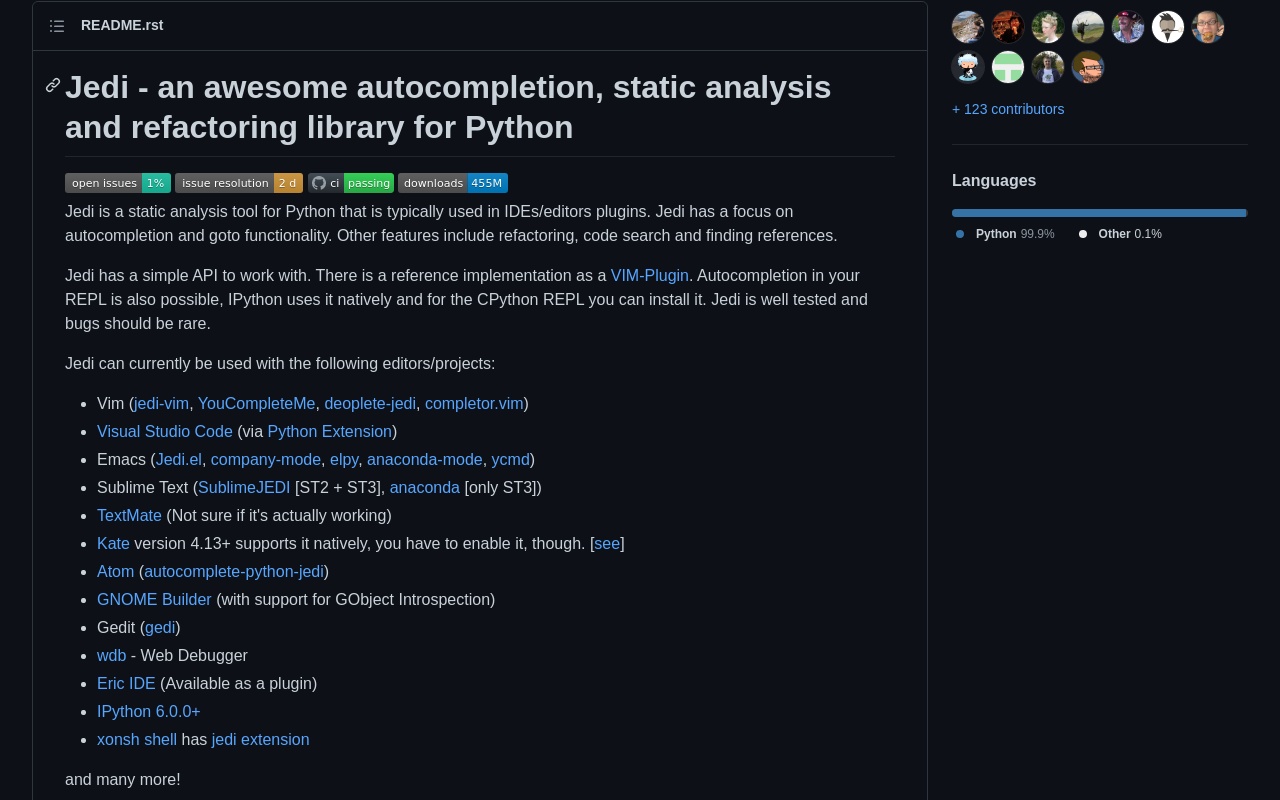 README.rst
Jedi - an awesome autocompletion, static analysis
and refactoring library for Python
open issues 1% issue resolution 2 d ci passing downloads 455M
Jedi is a static analysis tool for Python that is typically used in IDEs/editors plugins. Jedi has a focus on
autocompletion and goto functionality. Other features include refactoring, code search and finding references.
Jedi has a simple API to work with. There is a reference implementation as a VIM-Plugin. Autocompletion in your
REPL is also possible, IPython uses it natively and for the CPython REPL you can install it. Jedi is well tested and
bugs should be rare.
Jedi can currently be used with the following editors/projects:
• Vim (jedi-vim, YouCompleteMe, deoplete-jedi, completor.vim)
• Visual Studio Code (via Python Extension)
• Emacs (Jedi.el, company-mode, elpy, anaconda-mode, ycmd)
• Sublime Text (SublimeJEDI [ST2 + ST3], anaconda [only ST3])
• TextMate (Not sure if it's actually working)
• Kate version 4.13+ supports it natively, you have to enable it, though. [see]
• Atom (autocomplete-python-jedi)
• GNOME Builder (with support for GObject Introspection)
• Gedit (gedi)
• wdb - Web Debugger
• Eric IDE (Available as a plugin)
• IPython 6.0.0+
• xonsh shell has jedi extension
and many more!
+ 123 contributors
Languages
Python 99.9% Other 0.1%